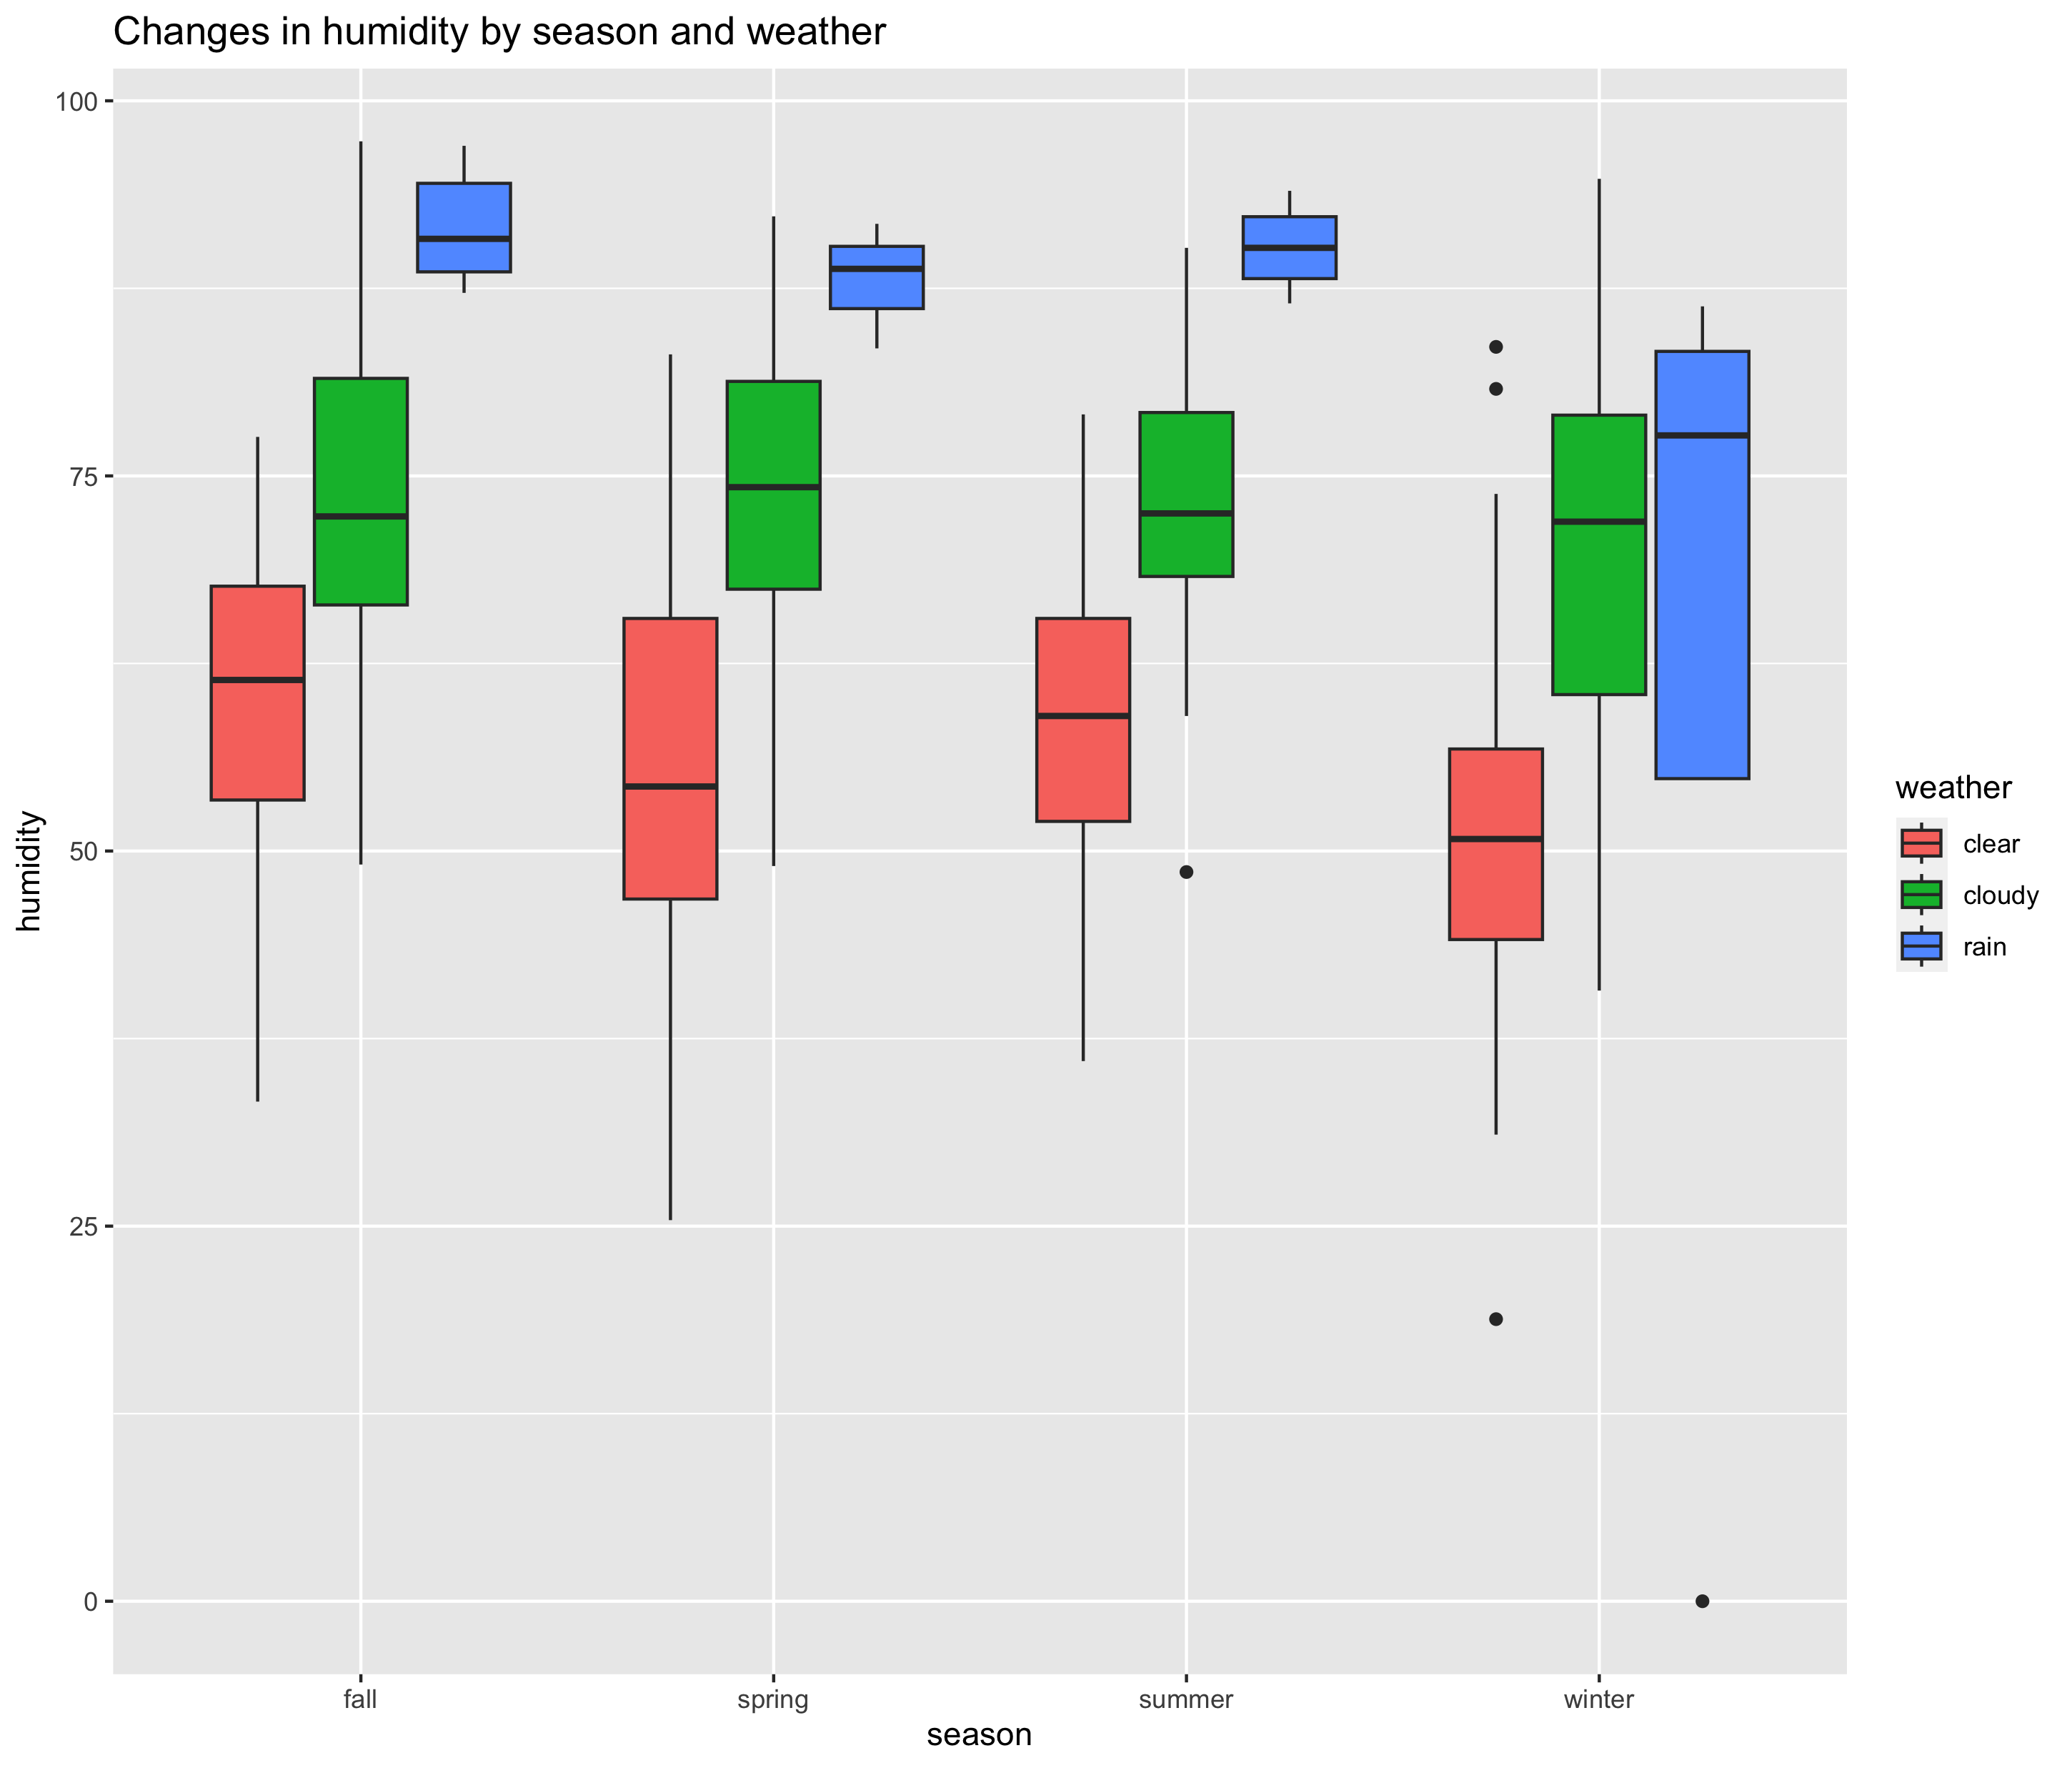 Changes in humidity by season and weather
100
75
50
25
0
humidity
fall
spring
summer
winter
season
weather
clear
cloudy
rain